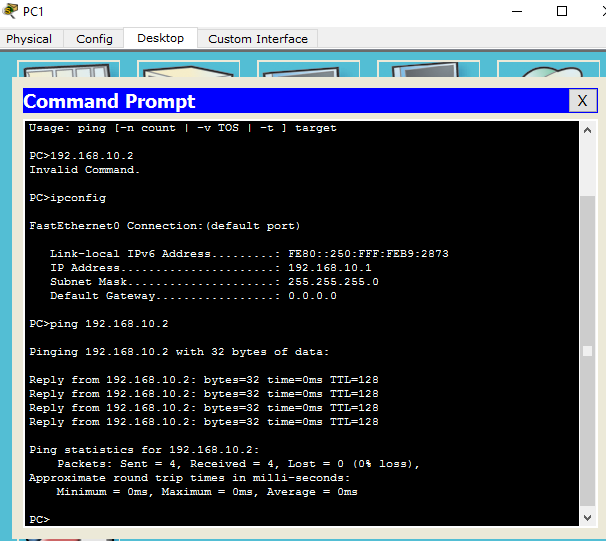 PC1
Physical Config Desktop Custom Interface
Command Prompt X
Usage: ping [-n count | -v TOS | -t ] target
PC>192.168.10.2
Invalid Command.
PC>ipconfig
FastEthernet0 Connection:(default port)
Link-local IPv6 Address.........: FE80::250:FFF:FEB9:2873
IP Address......................: 192.168.10.1
Subnet Mask.....................: 255.255.255.0
Default Gateway.................: 0.0.0.0
PC>ping 192.168.10.2
Pinging 192.168.10.2 with 32 bytes of data:
Reply from 192.168.10.2: bytes=32 time=0ms TTL=128
Reply from 192.168.10.2: bytes=32 time=0ms TTL=128
Reply from 192.168.10.2: bytes=32 time=0ms TTL=128
Reply from 192.168.10.2: bytes=32 time=0ms TTL=128
Ping statistics for 192.168.10.2:
Packets: Sent = 4, Received = 4, Lost = 0 (0% loss),
Approximate round trip times in milli-seconds:
Minimum = 0ms, Maximum = 0ms, Average = 0ms
PC>